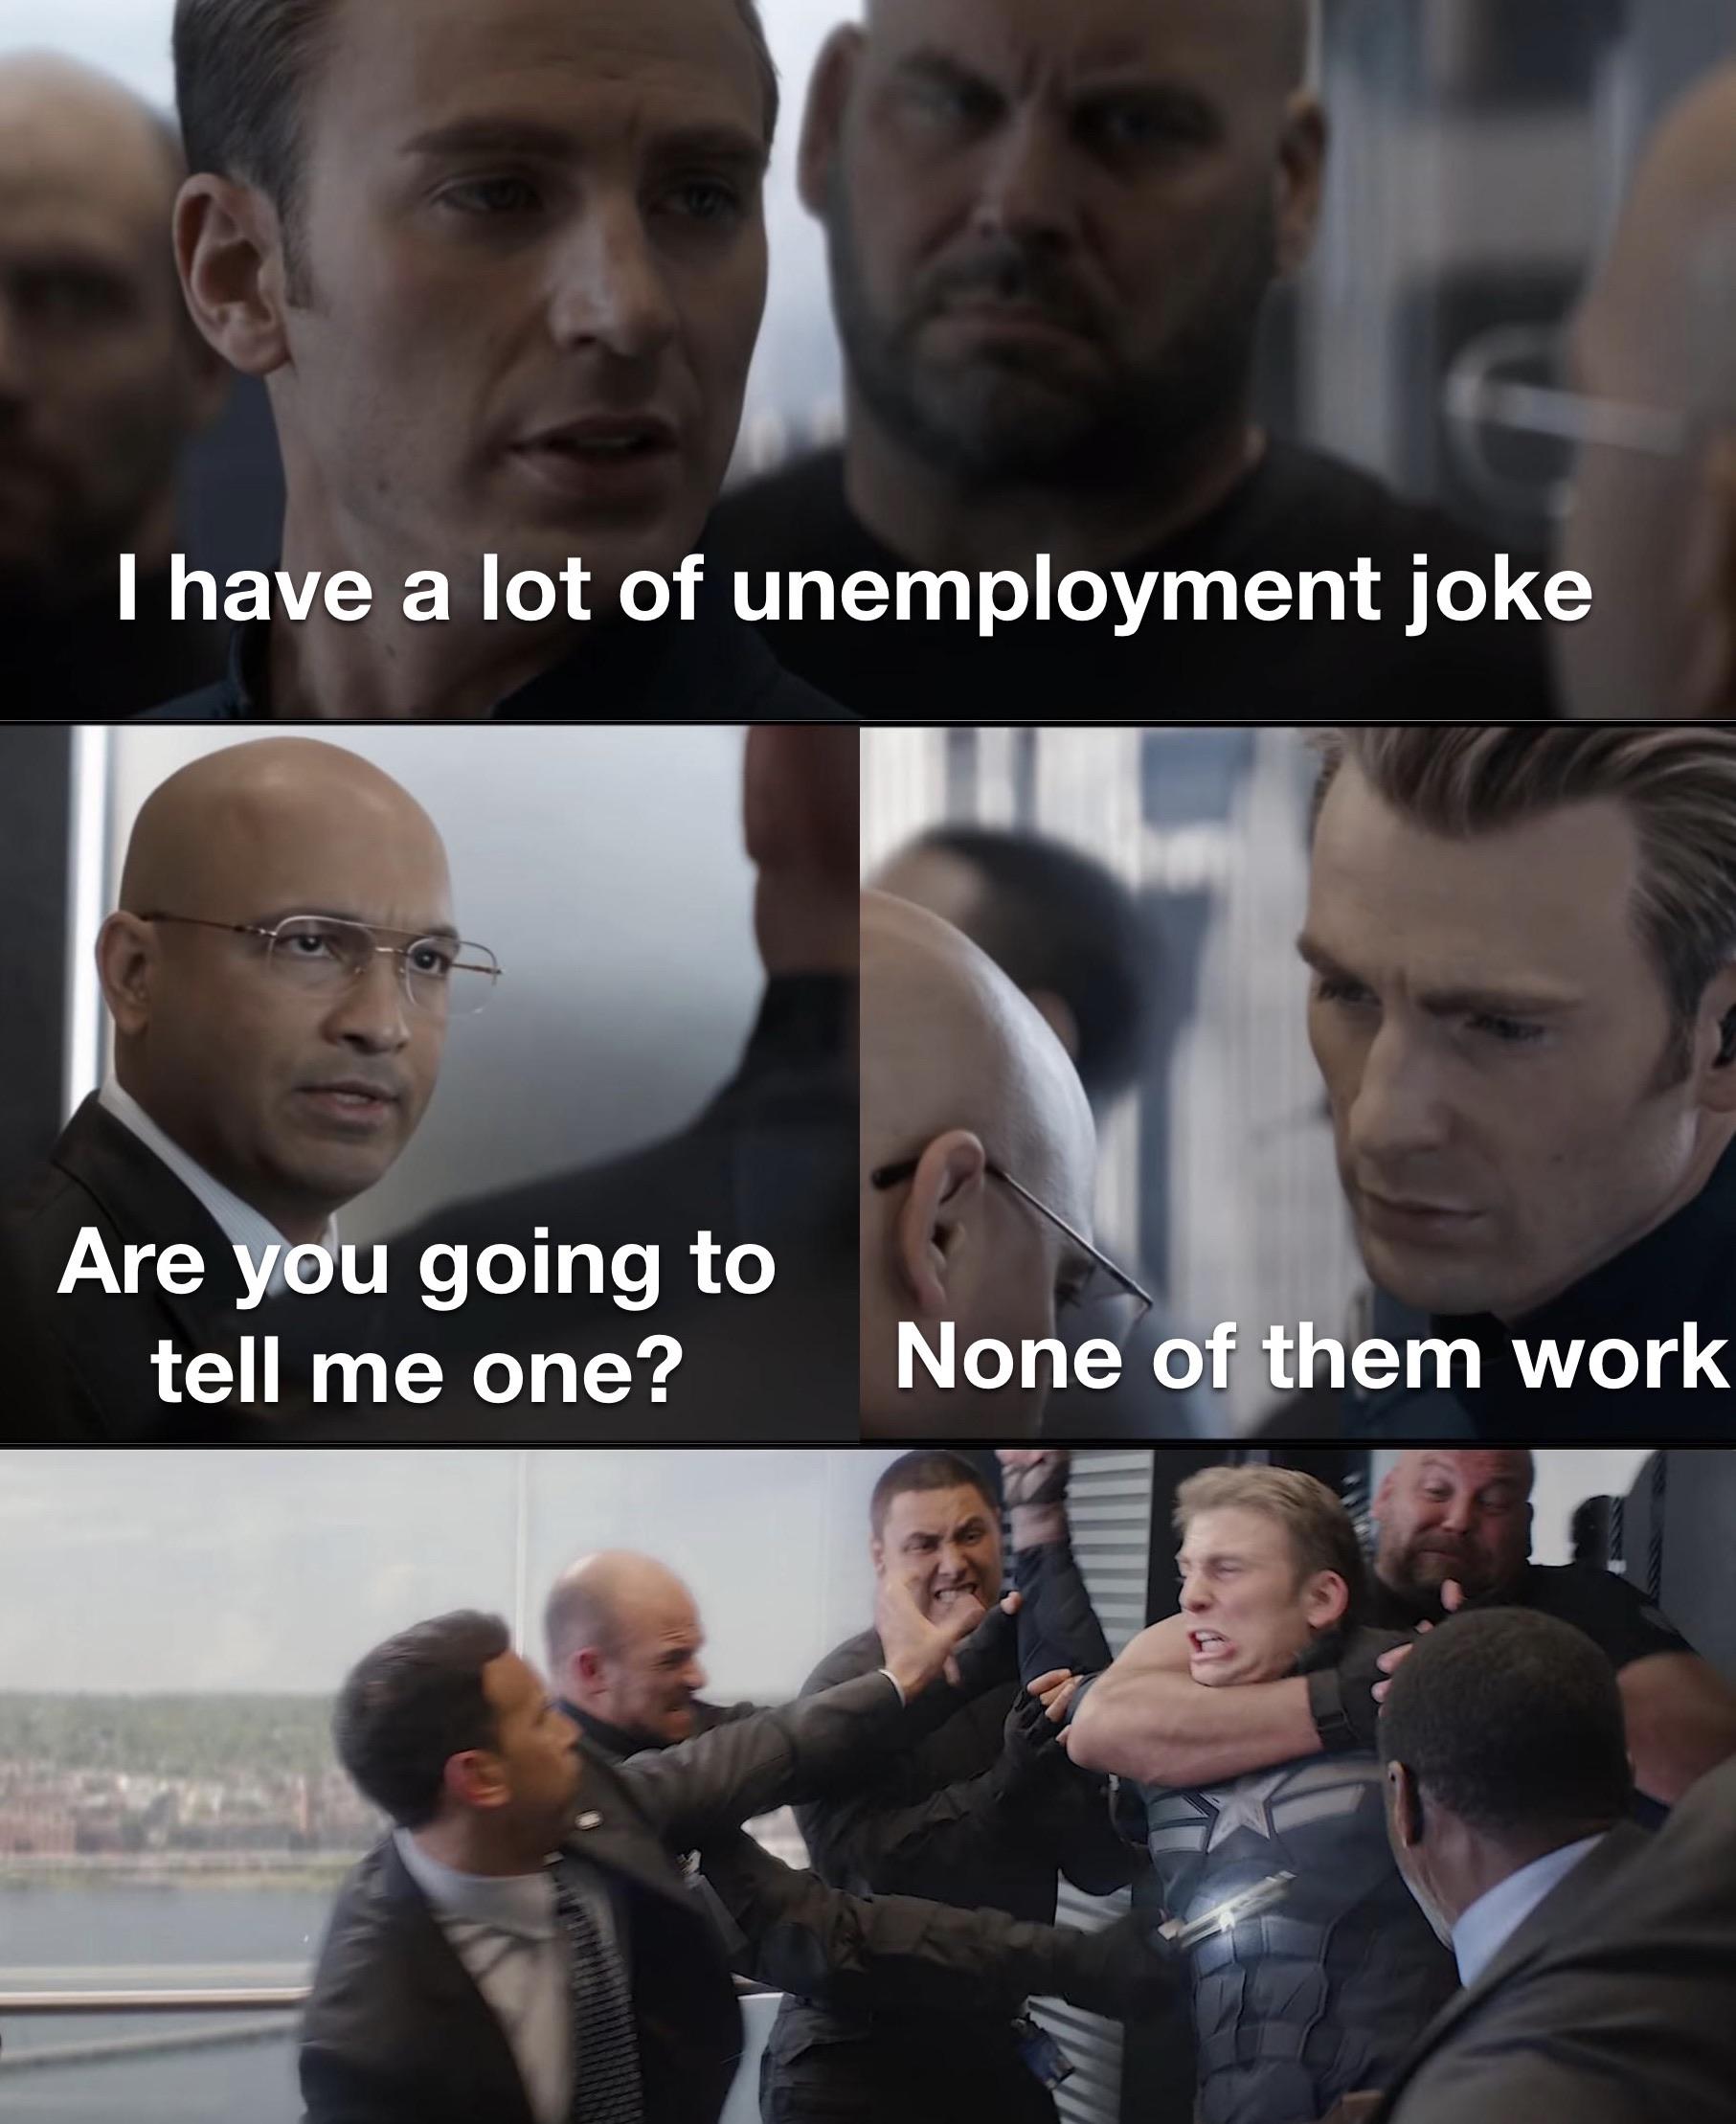 I have a lot of unemployment joke
Are you going to
tell me one?
None of them work